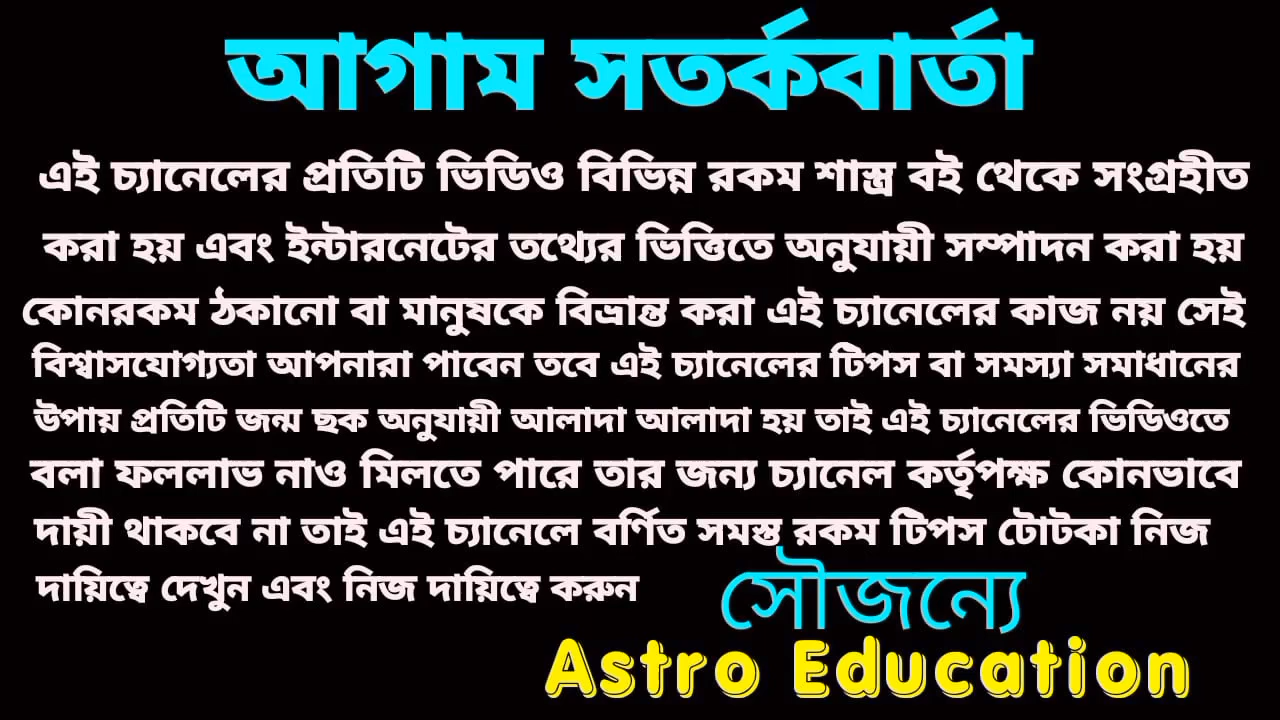 আগাম সতর্কবার্তা
এই চ্যানেলের প্রতিটি ভিডিও বিভিন্ন রকম শাস্ত্র বই থেকে সংগ্রহীত
করা হয় এবং ইন্টারনেটের তথ্যের ভিত্তিতে অনুযায়ী সম্পাদন করা হয়
কোনরকম ঠকানো বা মানুষকে বিভ্রান্ত করা এই চ্যানেলের কাজ নয় সেই
বিশ্বাসযোগ্যতা আপনারা পাবেন তবে এই চ্যানেলের টিপস বা সমস্যা সমাধানের
উপায় প্রতিটি জন্ম ছক অনুযায়ী আলাদা আলাদা হয় তাই এই চ্যানেলের ভিডিওতে
বলা ফললাভ নাও মিলতে পারে তার জন্য চ্যানেল কর্তৃপক্ষ কোনভাবে
দায়ী থাকবে না তাই এই চ্যানেলে বর্ণিত সমস্ত রকম টিপস টোটকা নিজ
দায়িত্বে দেখুন এবং নিজ দায়িত্বে করুন
সৌজন্যে
Astro Education